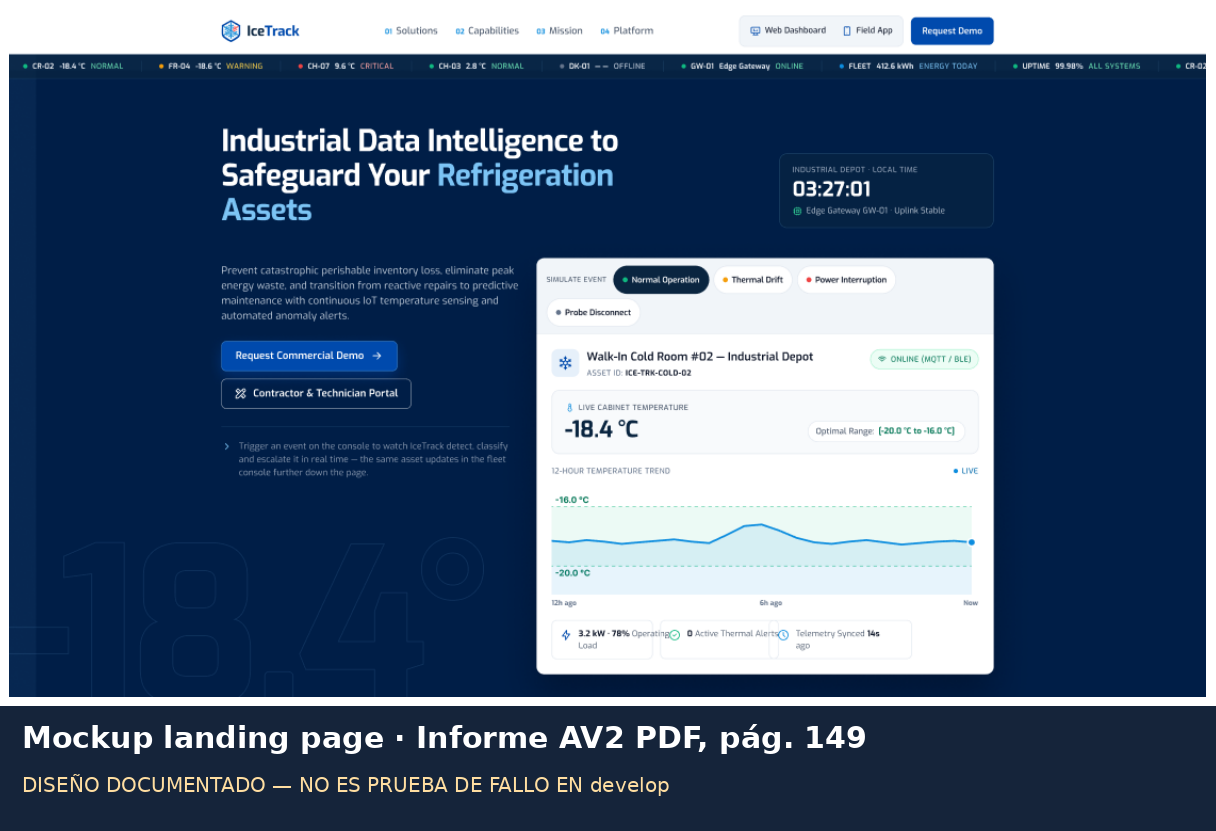 IceTrack
01 Solutions 02 Capabilities 03 Mission 04 Platform
Web Dashboard Field App Request Demo
CR-02 -18.4 °C NORMAL FR-04 -18.6 °C WARNING CH-07 9.6 °C CRITICAL CH-03 2.8 °C NORMAL DK-01 — — OFFLINE GW-01 Edge Gateway ONLINE FLEET 412.6 kWh ENERGY TODAY UPTIME 99.98% ALL SYSTEMS CR-02
Industrial Data Intelligence to
Safeguard Your Refrigeration
Assets
INDUSTRIAL DEPOT · LOCAL TIME
03:27:01
Edge Gateway GW-01 · Uplink Stable
Prevent catastrophic perishable inventory loss, eliminate peak
energy waste, and transition from reactive repairs to predictive
maintenance with continuous IoT temperature sensing and
automated anomaly alerts.
Request Commercial Demo →
Contractor & Technician Portal
Trigger an event on the console to watch IceTrack detect, classify
and escalate it in real time — the same asset updates in the fleet
console further down the page.
-18.4°
SIMULATE EVENT Normal Operation Thermal Drift Power Interruption
Probe Disconnect
Walk-In Cold Room #02 — Industrial Depot
ASSET ID: ICE-TRK-COLD-02
ONLINE (MQTT / BLE)
LIVE CABINET TEMPERATURE
-18.4 °C
Optimal Range: [-20.0 °C to -16.0 °C]
12-HOUR TEMPERATURE TREND
LIVE
-16.0 °C
-20.0 °C
12h ago 6h ago Now
3.2 kW · 78% Operating
Load
0 Active Thermal Alerts
Telemetry Synced 14s
ago
Mockup landing page · Informe AV2 PDF, pág. 149
DISEÑO DOCUMENTADO — NO ES PRUEBA DE FALLO EN develop